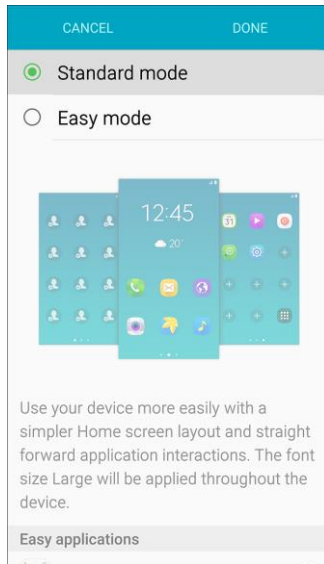 CANCEL DONE
Standard mode
Easy mode
12:45
20°
31
Use your device more easily with a
simpler Home screen layout and straight
forward application interactions. The font
size Large will be applied throughout the
device.
Easy applications